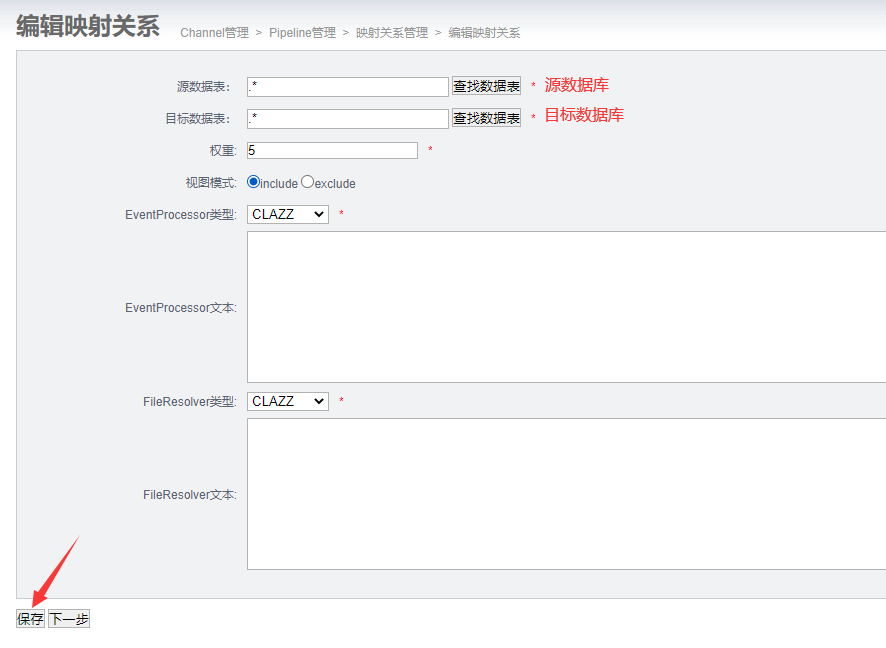 编辑映射关系 Channel管理 > Pipeline管理 > 映射关系管理 > 编辑映射关系
源数据表: .* 查找数据表 * 源数据库
目标数据表: .* 查找数据表 * 目标数据库
权重: 5 *
视图模式: include exclude
EventProcessor类型: CLAZZ *
EventProcessor文本:
FileResolver类型: CLAZZ *
FileResolver文本:
保存 下一步